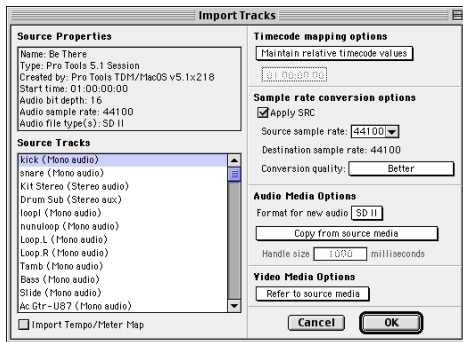 Import Tracks
Source Properties
Name: Be There
Type: Pro Tools 5.1 Session
Created by: Pro Tools TDM/MacOS v5.1x218
Start time: 01:00:00:00
Audio bit depth: 16
Audio sample rate: 44100
Audio file type(s): SD II
Source Tracks
kick (Mono audio)
snare (Mono audio)
Kit Stereo (Stereo audio)
Drum Sub (Stereo aux)
loopl (Mono audio)
nunuloop (Mono audio)
Loop.L (Mono audio)
Loop.R (Mono audio)
Tamb (Mono audio)
Bass (Mono audio)
Slide (Mono audio)
Ac Gtr-U87 (Mono audio)
Import Tempo/Meter Map
Timecode mapping options
Maintain relative timecode values
01:00:00:00
Sample rate conversion options
Apply SRC
Source sample rate: 44100
Destination sample rate: 44100
Conversion quality: Better
Audio Media Options
Format for new audio SD II
Copy from source media
Handle size 1000 milliseconds
Video Media Options
Refer to source media
Cancel OK